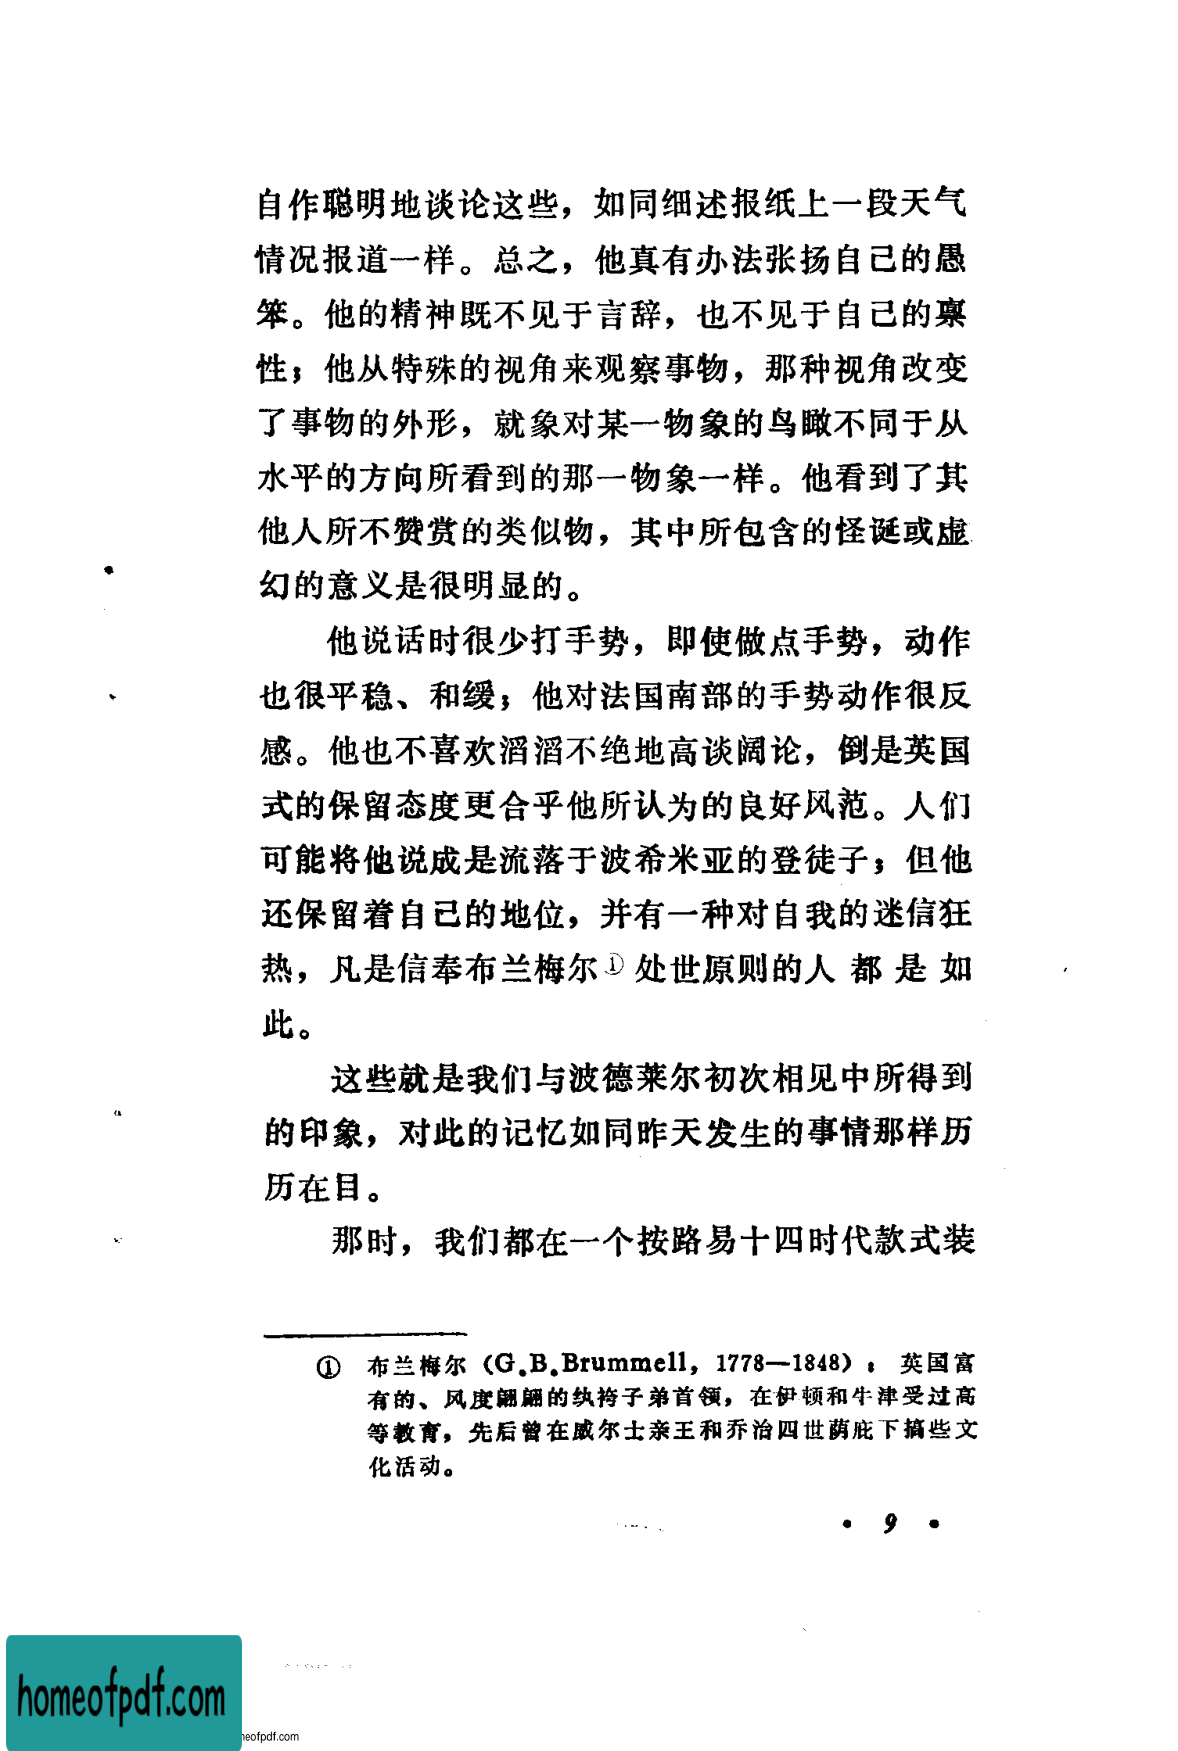 自作聪明地谈论这些，如同细述报纸上一段天气
情况报道一样。总之，他真有办法张扬自己的愚
笨。他的精神既不见于言辞，也不见于自己的禀
性；他从特殊的视角来观察事物，那种视角改变
了事物的外形，就象对某一物象的鸟瞰不同于从
水平的方向所看到的那一物象一样。他看到了其
他人所不赞赏的类似物，其中所包含的怪诞或虚
幻的意义是很明显的。
他说话时很少打手势，即使做点手势，动作
也很平稳、和缓；他对法国南部的手势动作很反
感。他也不喜欢滔滔不绝地高谈阔论，倒是英国
式的保留态度更合乎他所认为的良好风范。人们
可能将他说成是流落于波希米亚的登徒子；但他
还保留着自己的地位，并有一种对自我的迷信狂
热，凡是信奉布兰梅尔①处世原则的人都是如
此。
这些就是我们与波德莱尔初次相见中所得到
的印象，对此的记忆如同昨天发生的事情那样历
历在目。
那时，我们都在一个按路易十四时代款式装
① 布兰梅尔（G.B.Brummell，1778—1848）：英国富
有的、风度翩翩的纨袴子弟首领，在伊顿和牛津受过高
等教育，先后曾在威尔士亲王和乔治四世荫庇下搞些文
化活动。
• 9 •
homeofpdf.com
neofpdf.com